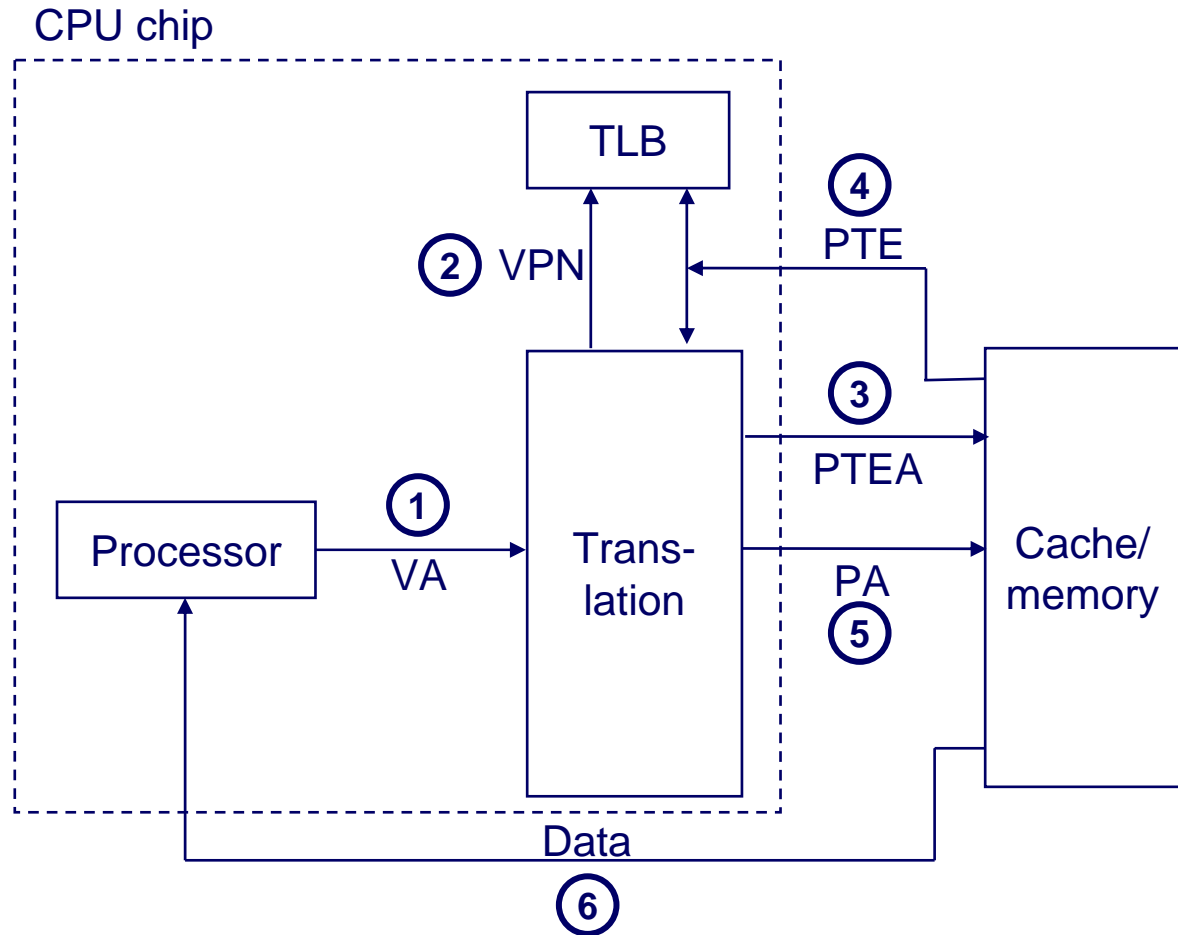 CPU chip
TLB
4
PTE
2 VPN
3
PTEA
1
VA
Processor
Trans-
lation
PA
5
Cache/
memory
Data
6